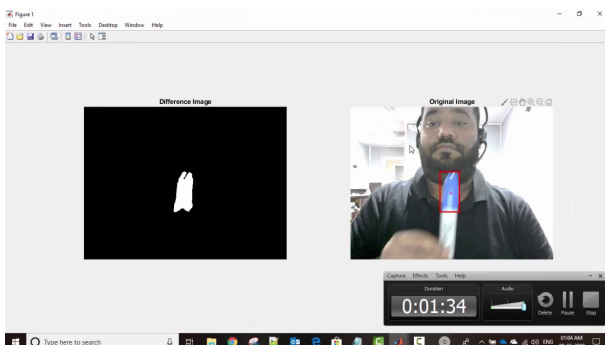 Figure 1
File Edit View Insert Tools Desktop Window Help
Difference Image
Original Image
Capture Effects Tools Help
Duration
Audio
0:01:34
Delete Pause Stop
Type here to search
ENG
01:04 AM